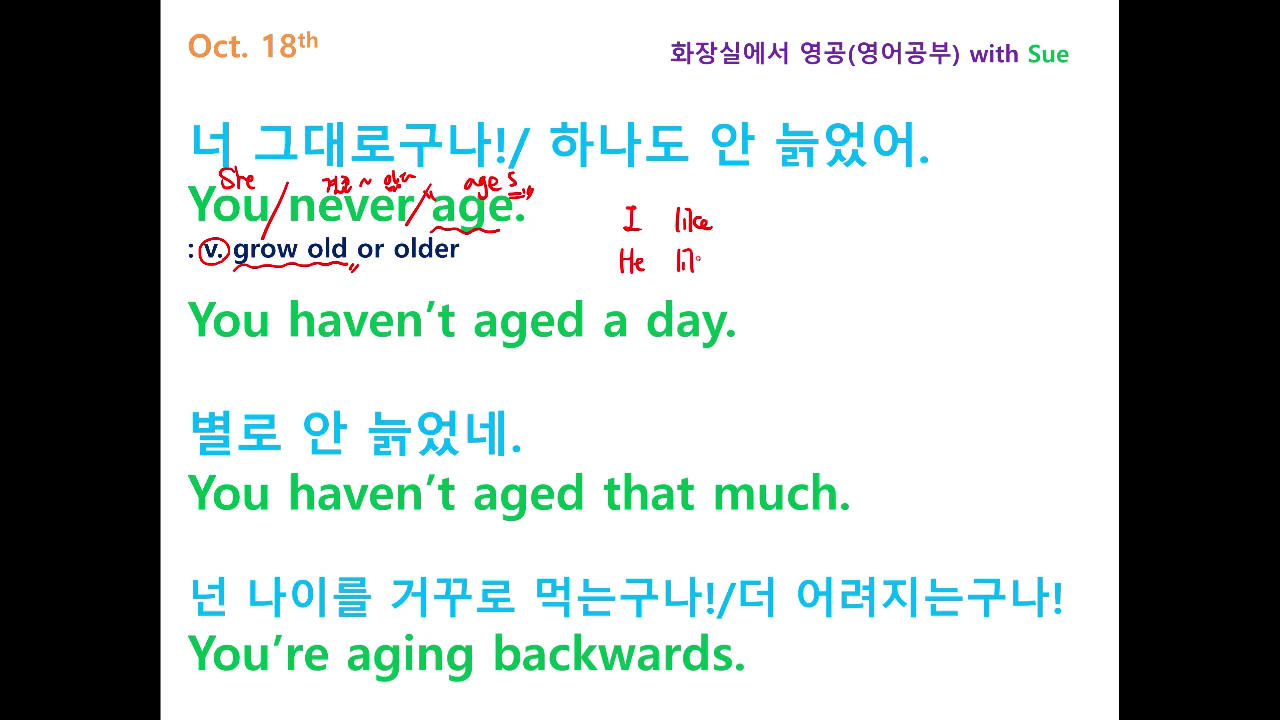 Oct. 18th
화장실에서 영공(영어공부) with Sue
너 그대로구나!/ 하나도 안 늙었어.
She ages
You never age.
I like
: v. grow old or older
He li
You haven't aged a day.
별로 안 늙었네.
You haven't aged that much.
넌 나이를 거꾸로 먹는구나!/더 어려지는구나!
You're aging backwards.